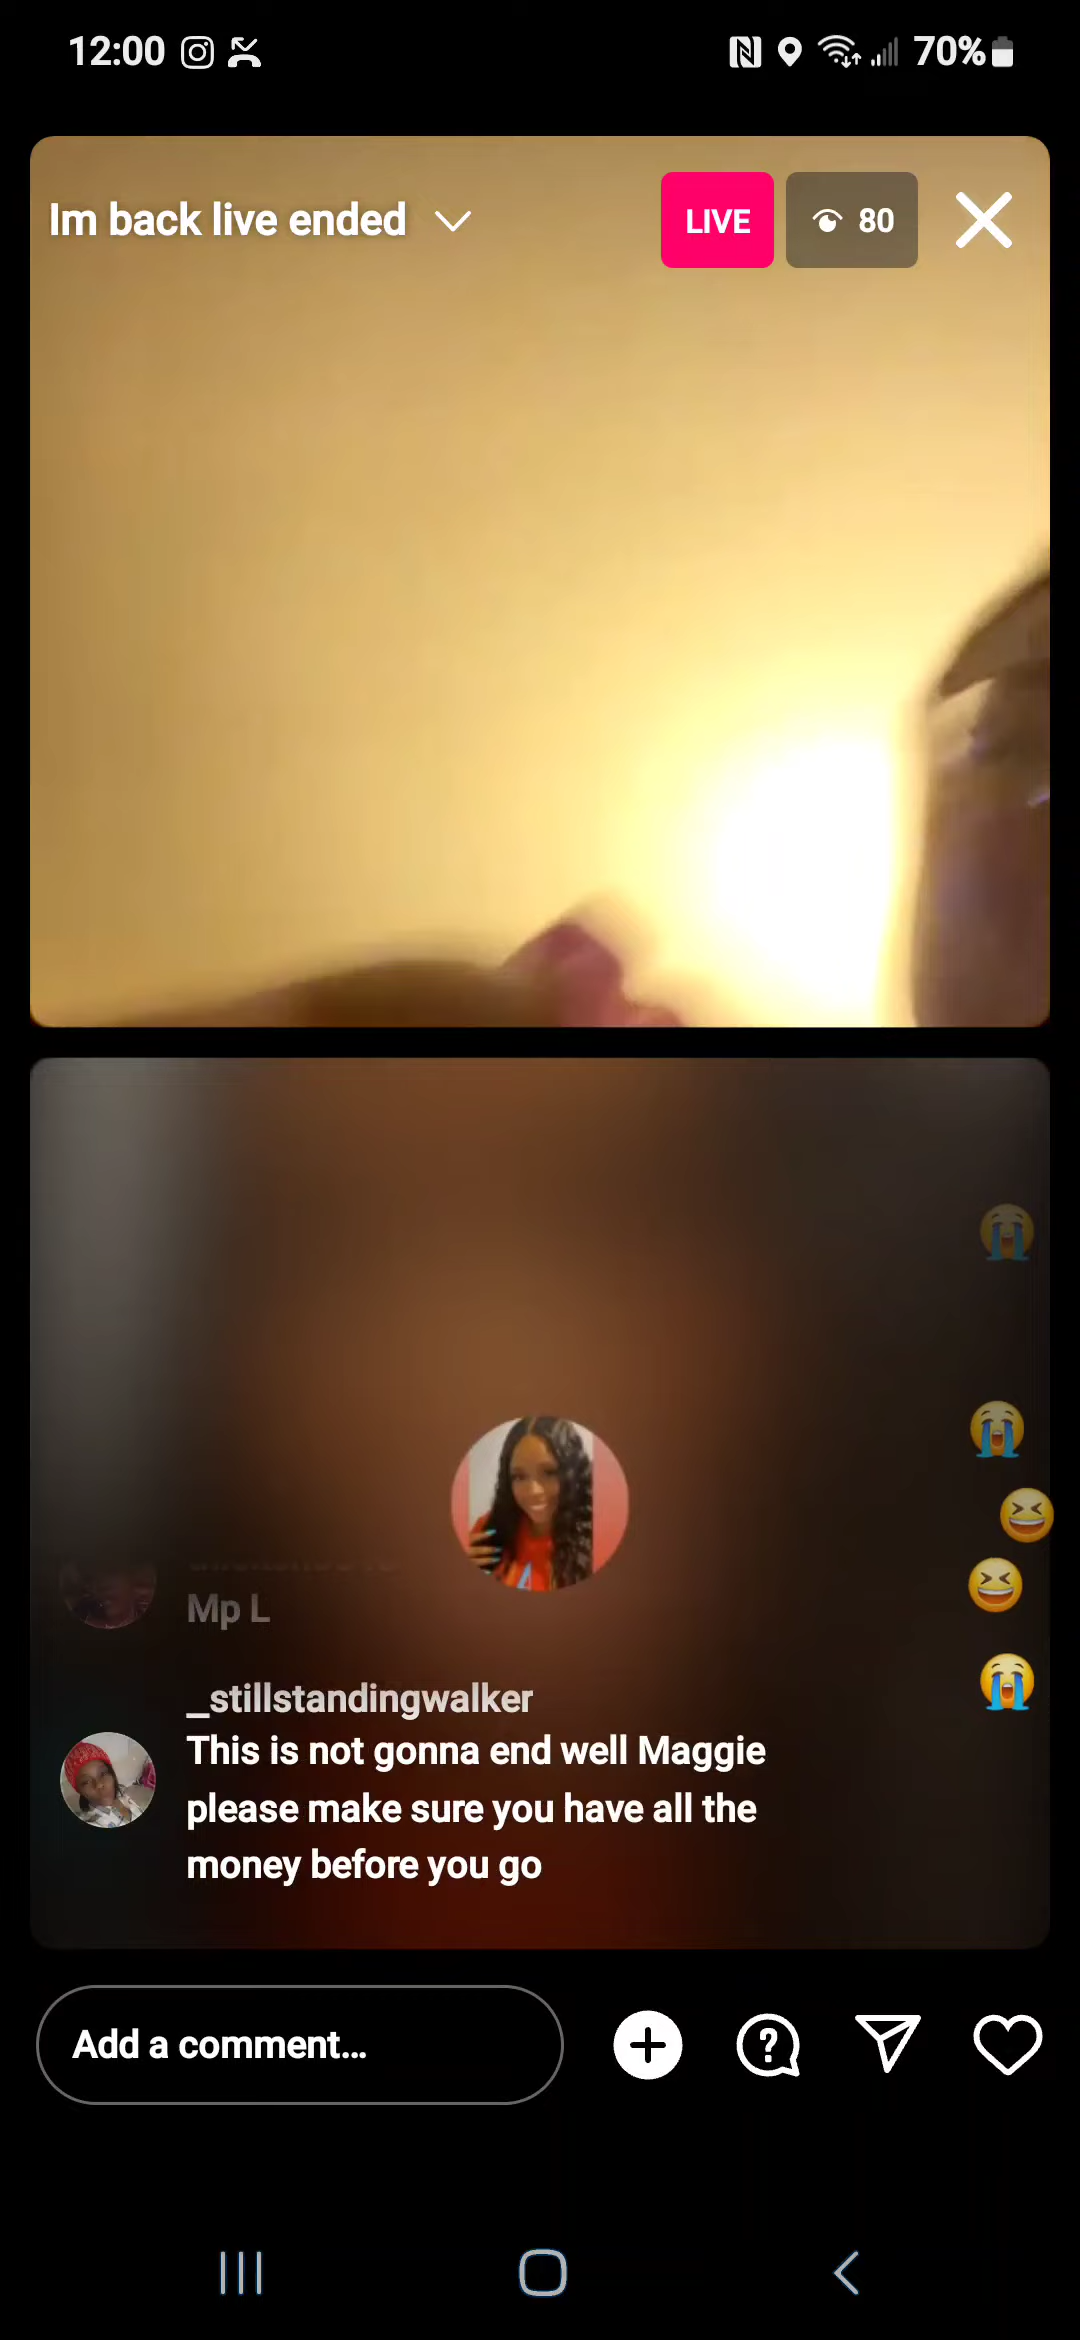 12:00
70%
Im back live ended
LIVE
80
Mp L
_stillstandingwalker
This is not gonna end well Maggie
please make sure you have all the
money before you go
Add a comment...